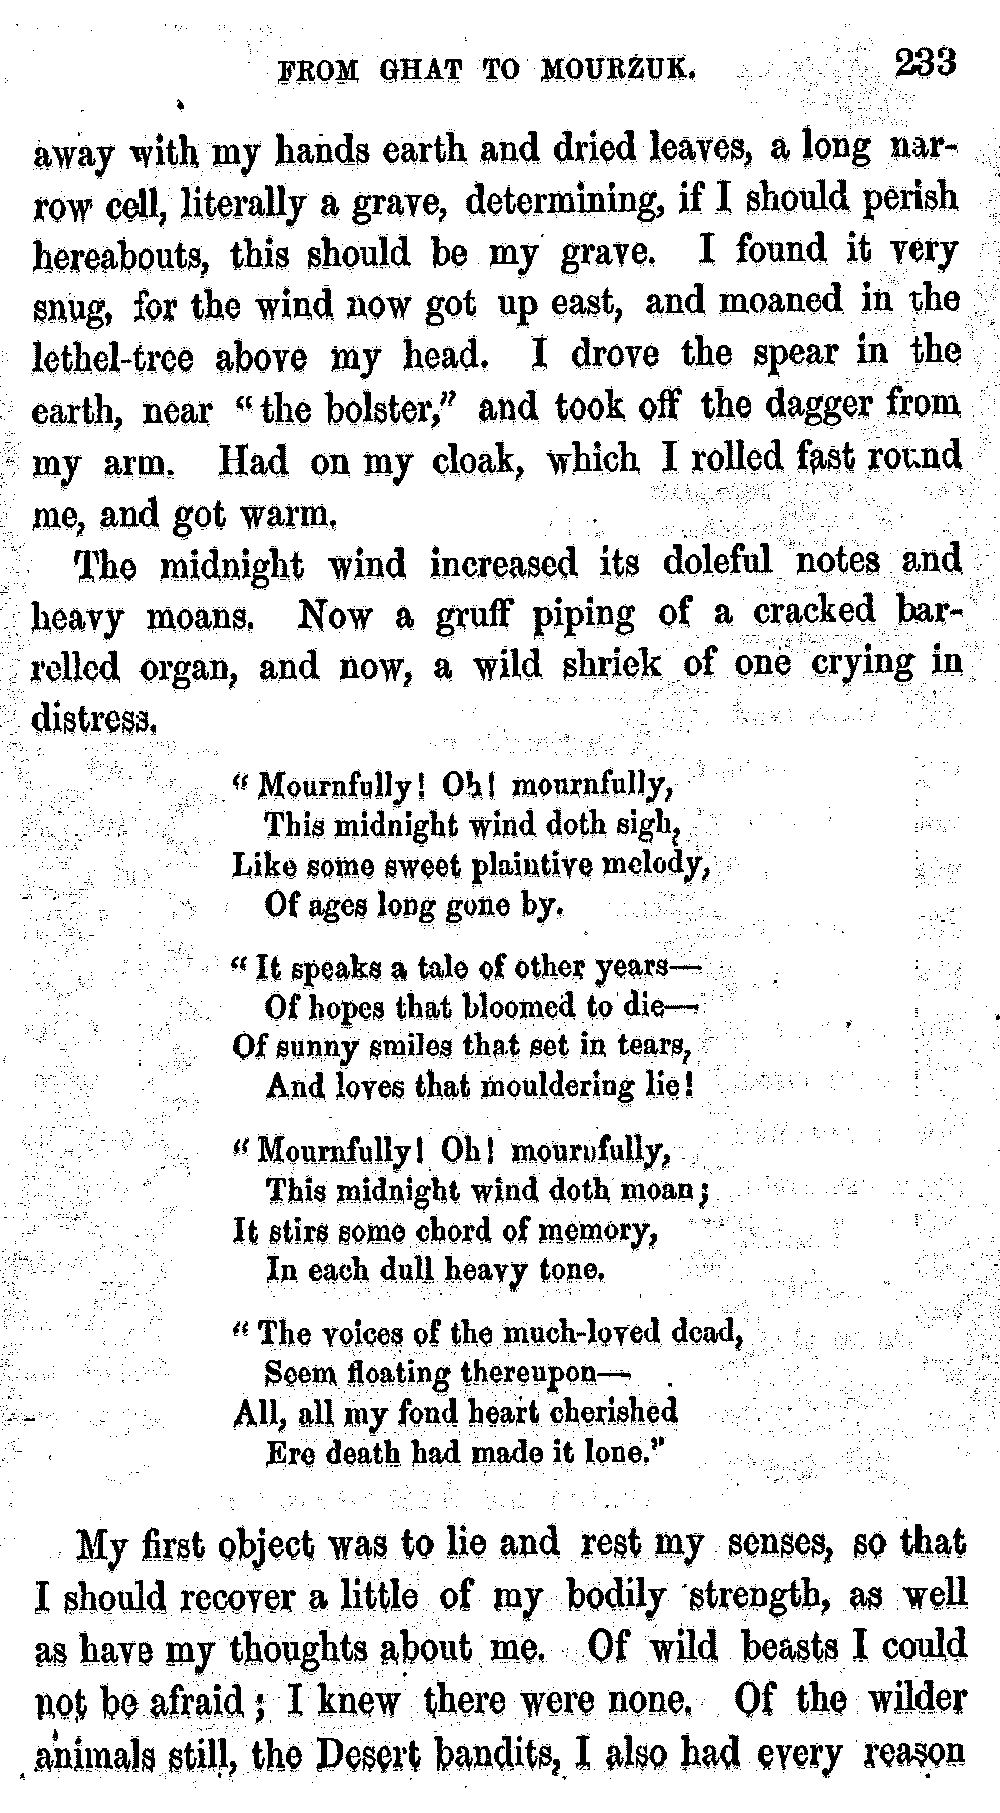 FROM GHAT TO MOURZUK. 233
away with my hands earth and dried leaves, a long nar-
row cell, literally a grave, determining, if I should perish
hereabouts, this should be my grave. I found it very
snug, for the wind now got up east, and moaned in the
lethel-tree above my head. I drove the spear in the
earth, near “the bolster,” and took off the dagger from
my arm. Had on my cloak, which I rolled fast round
me, and got warm.
The midnight wind increased its doleful notes and
heavy moans. Now a gruff piping of a cracked bar-
relled organ, and now, a wild shriek of one crying in
distress.
“Mournfully! Oh! mournfully,
This midnight wind doth sigh,
Like some sweet plaintive melody,
Of ages long gone by.
“It speaks a tale of other years—
Of hopes that bloomed to die—
Of sunny smiles that set in tears,
And loves that mouldering lie!
“Mournfully! Oh! mournfully,
This midnight wind doth moan;
It stirs some chord of memory,
In each dull heavy tone.
“The voices of the much-loved dead,
Seem floating thereupon—
All, all my fond heart cherished
Ere death had made it lone.”
My first object was to lie and rest my senses, so that
I should recover a little of my bodily strength, as well
as have my thoughts about me. Of wild beasts I could
not be afraid; I knew there were none. Of the wilder
animals still, the Desert bandits, I also had every reason